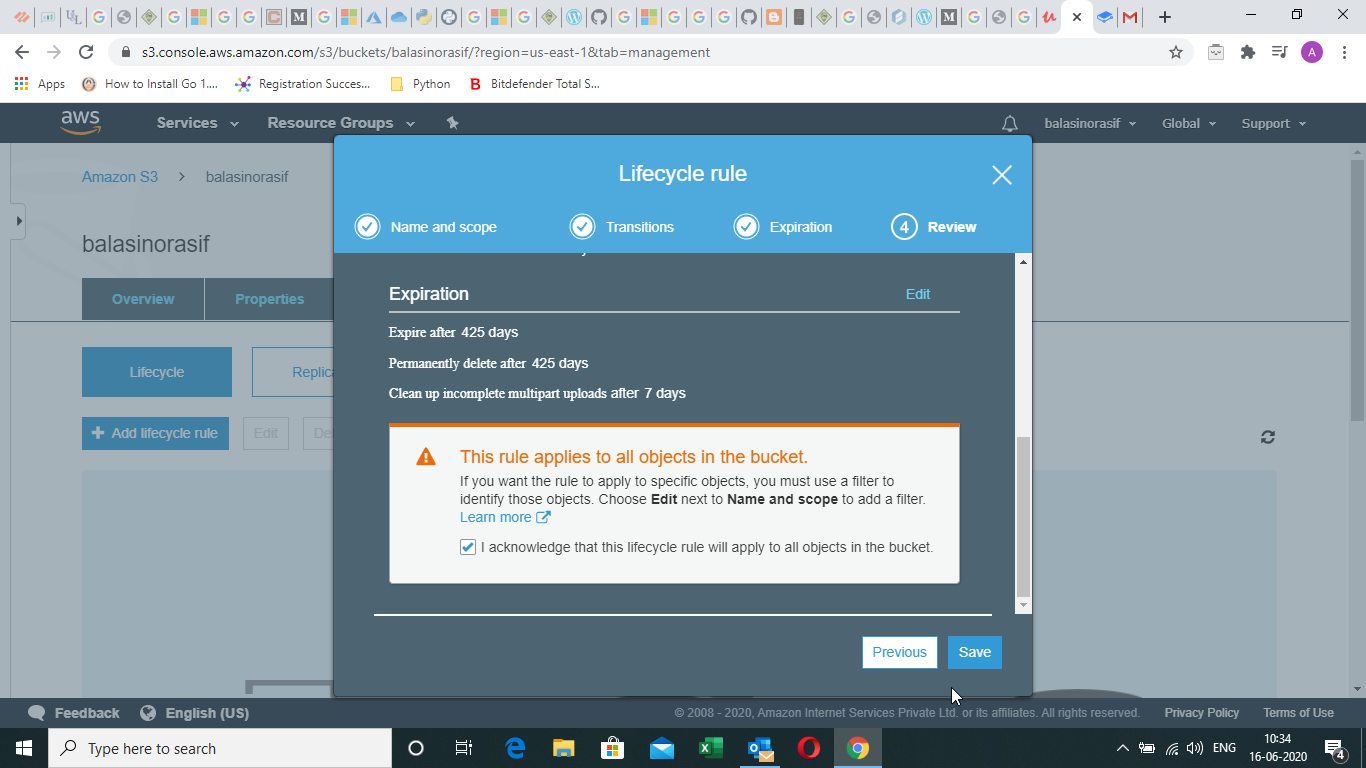 s3.console.aws.amazon.com/s3/buckets/balasinorasif/?region=us-east-1&tab=management
A
Apps
How to Install Go 1....
Registration Succes...
Python
B Bitdefender Total S...
aws
Services
Resource Groups
balasinorasif
Global
Support
Amazon S3 > balasinorasif
balasinorasif
Overview
Properties
Lifecycle
Replica
+ Add lifecycle rule
Edit
De
Lifecycle rule
Name and scope
Transitions
Expiration
4 Review
Expiration
Edit
Expire after 425 days
Permanently delete after 425 days
Clean up incomplete multipart uploads after 7 days
This rule applies to all objects in the bucket.
If you want the rule to apply to specific objects, you must use a filter to
identify those objects. Choose Edit next to Name and scope to add a filter.
Learn more
I acknowledge that this lifecycle rule will apply to all objects in the bucket.
Previous
Save
Feedback
English (US)
© 2008 - 2020, Amazon Internet Services Private Ltd. or its affiliates. All rights reserved.
Privacy Policy
Terms of Use
Type here to search
ENG
10:34
16-06-2020
4